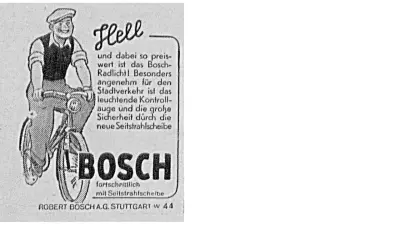 Hell
und dabei so preis-
wert ist das Bosch-
Radlicht! Besonders
angenehm für den
Stadtverkehr ist das
leuchtende Kontroll-
auge und die große
Sicherheit durch die
neue Seitstrahlscheibe
BOSCH
fortschrittlich
mit Seitstrahlscheibe
ROBERT BOSCH A.G. STUTTGART W 44